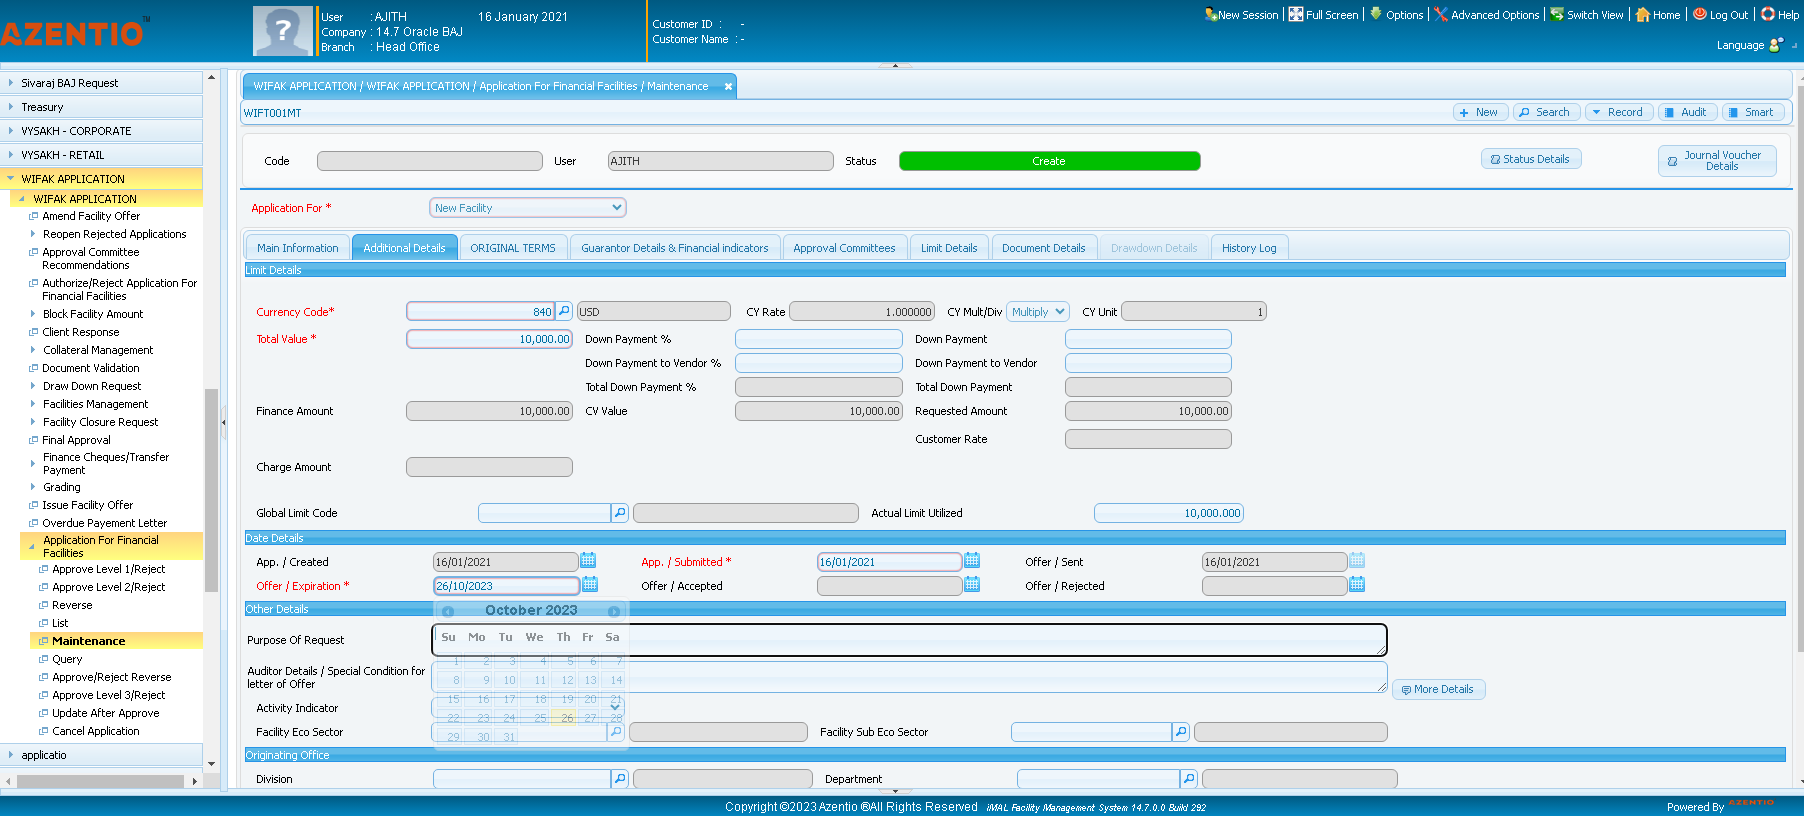 AZENTIO™
User : AJITH 16 January 2021
Company : 14.7 Oracle BAJ
Branch : Head Office
Customer ID : -
Customer Name : -
New Session Full Screen Options Advanced Options Switch View Home Log Out Help
Language
Sivaraj BAJ Request
Treasury
VYSAKH - CORPORATE
VYSAKH - RETAIL
WIFAK APPLICATION
WIFAK APPLICATION
Amend Facility Offer
Reopen Rejected Applications
Approval Committee
Recommendations
Authorize/Reject Application For
Financial Facilities
Block Facility Amount
Client Response
Collateral Management
Document Validation
Draw Down Request
Facilities Management
Facility Closure Request
Final Approval
Finance Cheques/Transfer
Payment
Grading
Issue Facility Offer
Overdue Payement Letter
Application For Financial
Facilities
Approve Level 1/Reject
Approve Level 2/Reject
Reverse
List
Maintenance
Query
Approve/Reject Reverse
Approve Level 3/Reject
Update After Approve
Cancel Application
applicatio
WIFAK APPLICATION / WIFAK APPLICATION / Application For Financial Facilities / Maintenance
WIFT001MT
New Search Record Audit Smart
Code User AJITH Status Create Status Details Journal Voucher
Details
Application For * New Facility
Main Information Additional Details ORIGINAL TERMS Guarantor Details & Financial indicators Approval Committees Limit Details Document Details Drawdown Details History Log
Limit Details
Currency Code* 840 USD CY Rate 1.000000 CY Mult/Div Multiply CY Unit 1
Total Value * 10,000.00 Down Payment % Down Payment
Down Payment to Vendor % Down Payment to Vendor
Total Down Payment % Total Down Payment
Finance Amount 10,000.00 CV Value 10,000.00 Requested Amount 10,000.00
Customer Rate
Charge Amount
Global Limit Code Actual Limit Utilized 10,000.000
Date Details
App. / Created 16/01/2021 App. / Submitted * 16/01/2021 Offer / Sent 16/01/2021
Offer / Expiration * 26/10/2023 Offer / Accepted Offer / Rejected
Other Details
October 2023
Su Mo Tu We Th Fr Sa
1 2 3 4 5 6 7
8 9 10 11 12 13 14
15 16 17 18 19 20 21
22 23 24 25 26 27 28
29 30 31
Purpose Of Request
Auditor Details / Special Condition for
letter of Offer
More Details
Activity Indicator
Facility Eco Sector Facility Sub Eco Sector
Originating Office
Division Department
Copyright ©2023 Azentio ®All Rights Reserved iMAL Facility Management System 14.7.0.0 Build 292
Powered By AZENTIO